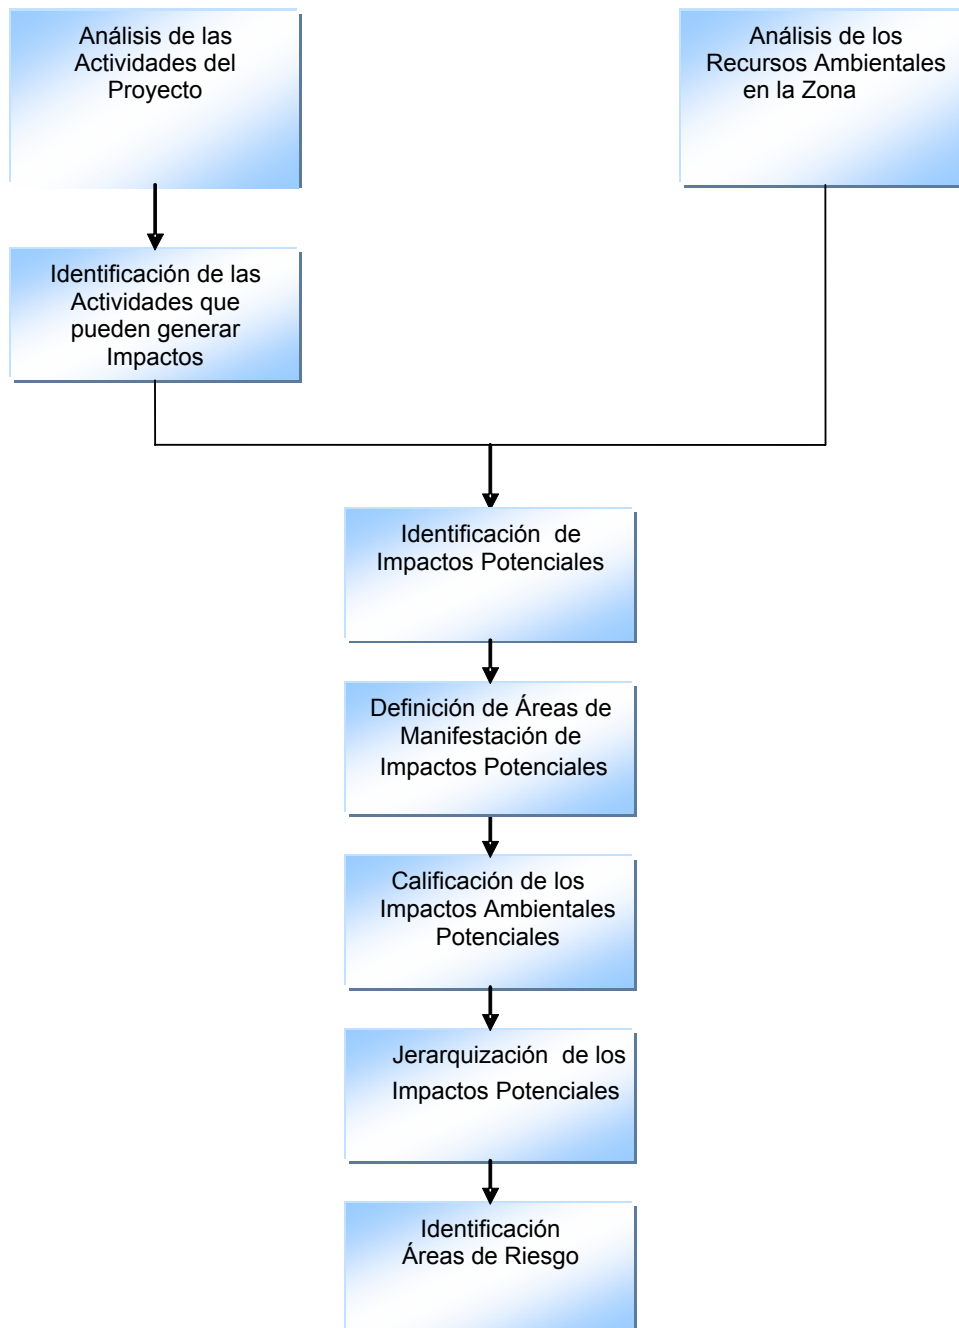 Análisis de las
Actividades del
Proyecto
Análisis de los
Recursos Ambientales
en la Zona
Identificación de las
Actividades que
pueden generar
Impactos
Identificación de
Impactos Potenciales
Definición de Áreas de
Manifestación de
Impactos Potenciales
Calificación de los
Impactos Ambientales
Potenciales
Jerarquización de los
Impactos Potenciales
Identificación
Áreas de Riesgo